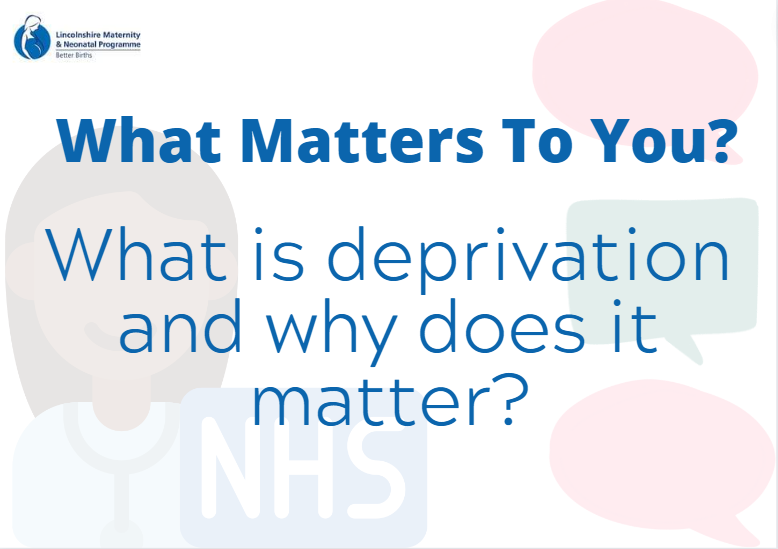 Lincolnshire Maternity
& Neonatal Programme
Better Births
What Matters To You?
What is deprivation
and why does it
matter?
NHS